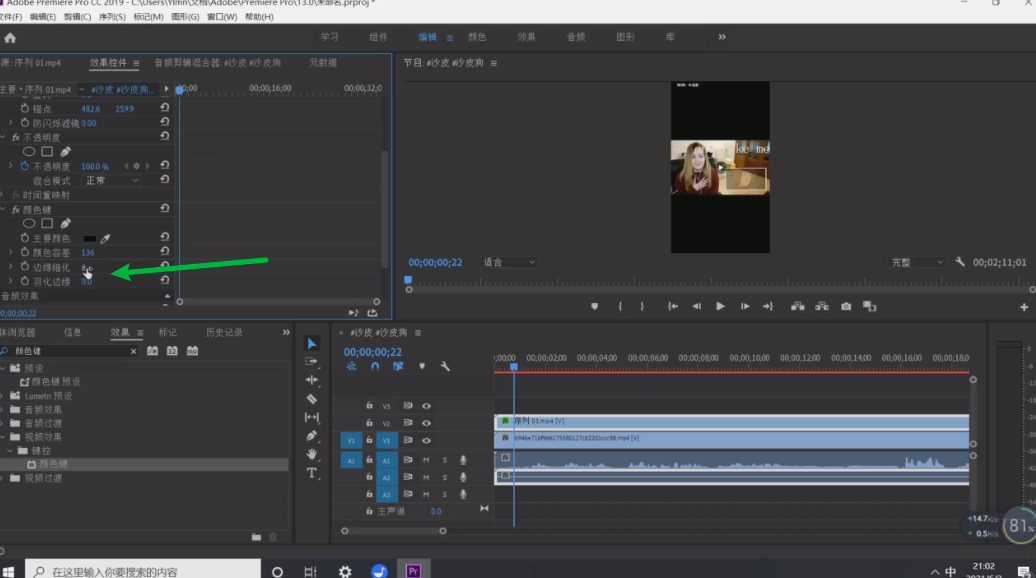 Adobe Premiere Pro CC 2019 - C:\Users\YImn\文档\Adobe\Premiere Pro\13.0\未命名.prproj *
文件(F) 编辑(E) 剪辑(C) 序列(S) 标记(M) 图形(G) 窗口(W) 帮助(H)
学习 组件 编辑 颜色 效果 音频 图形 库
源: 序列 01.mp4 效果控件 音频剪辑混合器: #沙皮 #沙皮狗 元数据
节目: #沙皮 #沙皮狗
主要 * 序列 01.mp4 #沙皮 #沙皮狗... 00;00 00;00;16;00 00;00;32;0
锚点 482.6 259.9
防闪烁滤镜 0.00
fx 不透明度
不透明度 100.0 %
混合模式 正常
fx 时间重映射
fx 颜色键
主要颜色
颜色容差 136
边缘细化
羽化边缘 0.0
音频效果
00;00;00;22 适合 完整 00;02;11;01
0;00;00;22
信息 效果 标记 历史记录
颜色键
预设
颜色键 预设
Lumetri 预设
音频效果
音频过渡
视频效果
键控
颜色键
视频过渡
#沙皮 #沙皮狗
00;00;00;22
;00;00 00;00;02;00 00;00;04;00 00;00;06;00 00;00;08;00 00;00;10;00 00;00;12;00 00;00;14;00 00;00;16;00 00;00;18;0
V3
V2 序列 01.mp4 [V]
V1 V1
A1 A1 M S
A2 M S
A3 M S
主声道 0.0
+14.7K/s
0.5K/s
81%
在这里输入你要搜索的内容
Pr
中
21:02